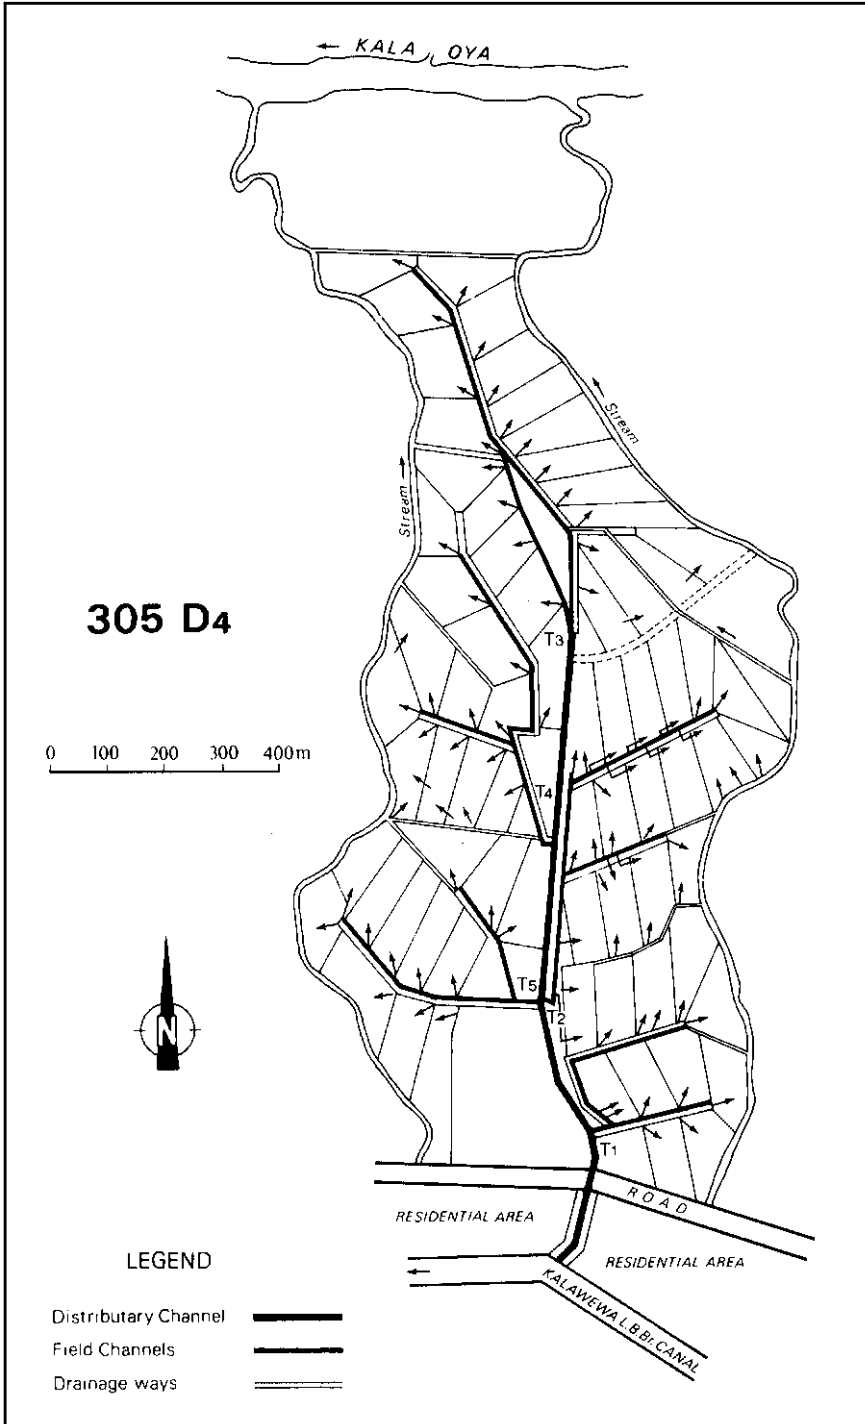 KALA OYA
Stream
Stream
305 D4
0 100 200 300 400m
T3
T4
T5
T2
T1
N
ROAD
RESIDENTIAL AREA
RESIDENTIAL AREA
KALAWEWA L.B.Br. CANAL
LEGEND
Distributary Channel
Field Channels
Drainage ways